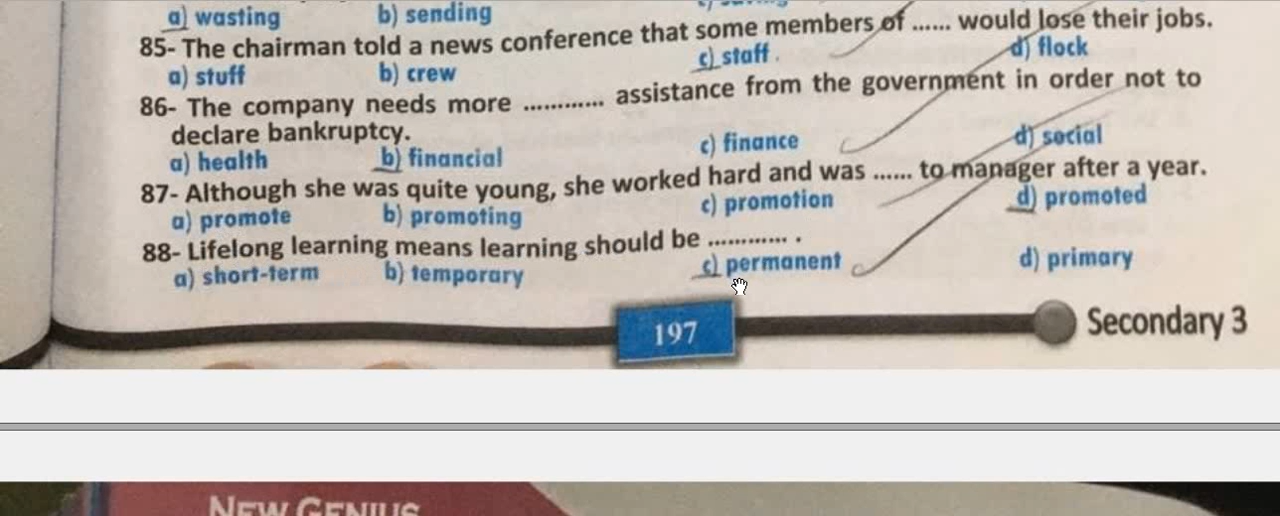 a) wasting b) sending
85- The chairman told a news conference that some members of ...... would lose their jobs.
a) stuff b) crew c) staff d) flock
86- The company needs more ............ assistance from the government in order not to
declare bankruptcy.
a) health b) financial c) finance d) social
87- Although she was quite young, she worked hard and was ...... to manager after a year.
a) promote b) promoting c) promotion d) promoted
88- Lifelong learning means learning should be ............ .
a) short-term b) temporary c) permanent d) primary
197
Secondary 3
NEW GENIUS